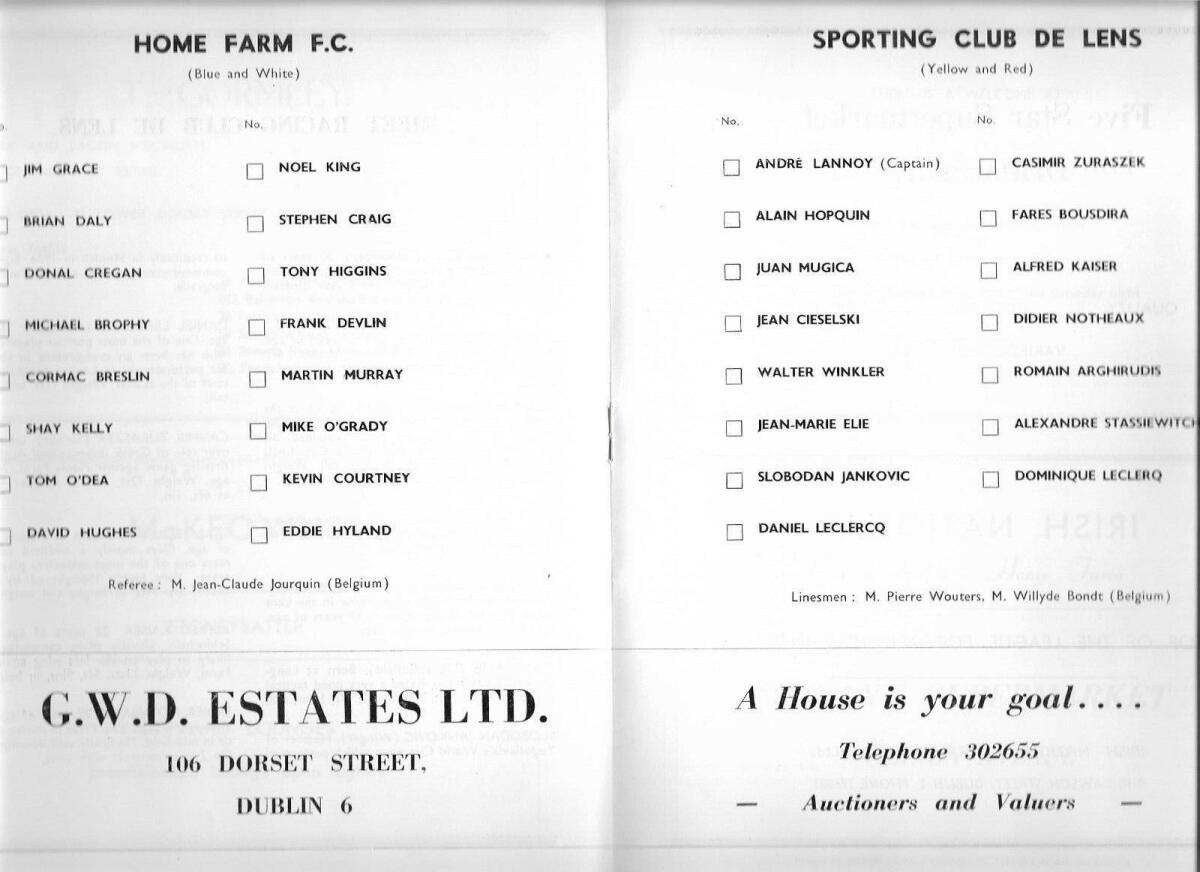 HOME FARM F.C.
(Blue and White)
No.
JIM GRACE
BRIAN DALY
DONAL CREGAN
MICHAEL BROPHY
CORMAC BRESLIN
SHAY KELLY
TOM O'DEA
DAVID HUGHES
NOEL KING
STEPHEN CRAIG
TONY HIGGINS
FRANK DEVLIN
MARTIN MURRAY
MIKE O'GRADY
KEVIN COURTNEY
EDDIE HYLAND
Referee : M. Jean-Claude Jourquin (Belgium)
G.W.D. ESTATES LTD.
106 DORSET STREET,
DUBLIN 6
SPORTING CLUB DE LENS
(Yellow and Red)
No.
No.
ANDRÉ LANNOY (Captain)
ALAIN HOPQUIN
JUAN MUGICA
JEAN CIESELSKI
WALTER WINKLER
JEAN-MARIE ELIE
SLOBODAN JANKOVIC
DANIEL LECLERCQ
CASIMIR ZURASZEK
FARES BOUSDIRA
ALFRED KAISER
DIDIER NOTHEAUX
ROMAIN ARGHIRUDIS
ALEXANDRE STASSIEWITCH
DOMINIQUE LECLERQ
Linesmen : M. Pierre Wouters, M. Willyde Bondt (Belgium)
A House is your goal....
Telephone 302655
— Auctioners and Valuers —